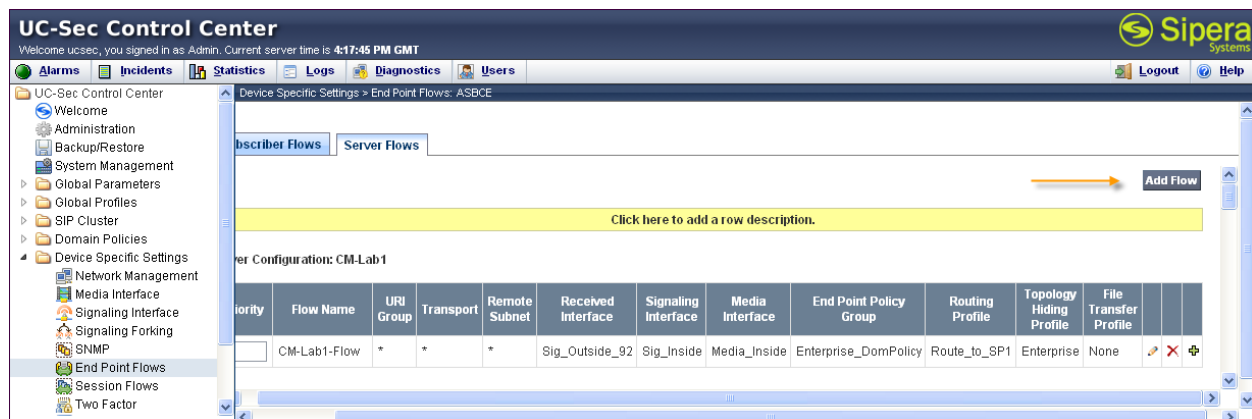 UC-Sec Control Center
Welcome ucsec, you signed in as Admin. Current server time is 4:17:45 PM GMT
Sipera
Systems
Alarms Incidents Statistics Logs Diagnostics Users Logout Help
UC-Sec Control Center
Welcome
Administration
Backup/Restore
System Management
Global Parameters
Global Profiles
SIP Cluster
Domain Policies
Device Specific Settings
Network Management
Media Interface
Signaling Interface
Signaling Forking
SNMP
End Point Flows
Session Flows
Two Factor
Device Specific Settings > End Point Flows: ASBCE
bscriber Flows Server Flows
Add Flow
Click here to add a row description.
ver Configuration: CM-Lab1
iority Flow Name URI Group Transport Remote Subnet Received Interface Signaling Interface Media Interface End Point Policy Group Routing Profile Topology Hiding Profile File Transfer Profile
CM-Lab1-Flow * * * Sig_Outside_92 Sig_Inside Media_Inside Enterprise_DomPolicy Route_to_SP1 Enterprise None